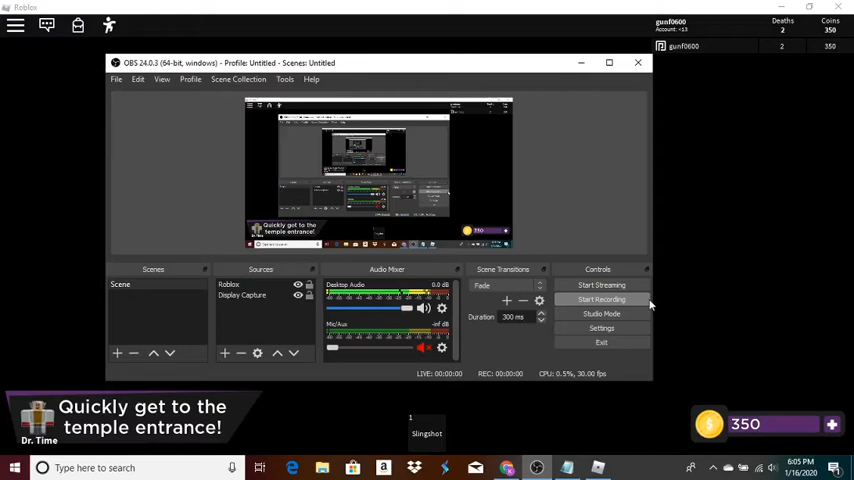 Roblox
gunf0600
Account: <13
Deaths
2
Coins
350
gunf0600
2
350
OBS 24.0.3 (64-bit, windows) - Profile: Untitled - Scenes: Untitled
File Edit View Profile Scene Collection Tools Help
Quickly get to the
temple entrance!
350
Scenes
Sources
Audio Mixer
Scene Transitions
Controls
Scene
Roblox
Display Capture
Desktop Audio
0.0 dB
Mic/Aux
-inf dB
Fade
Duration
300 ms
Start Streaming
Start Recording
Studio Mode
Settings
Exit
LIVE: 00:00:00
REC: 00:00:00
CPU: 0.5%, 30.00 fps
Quickly get to the
temple entrance!
Dr. Time
1
Slingshot
350
Type here to search
6:05 PM
1/16/2020